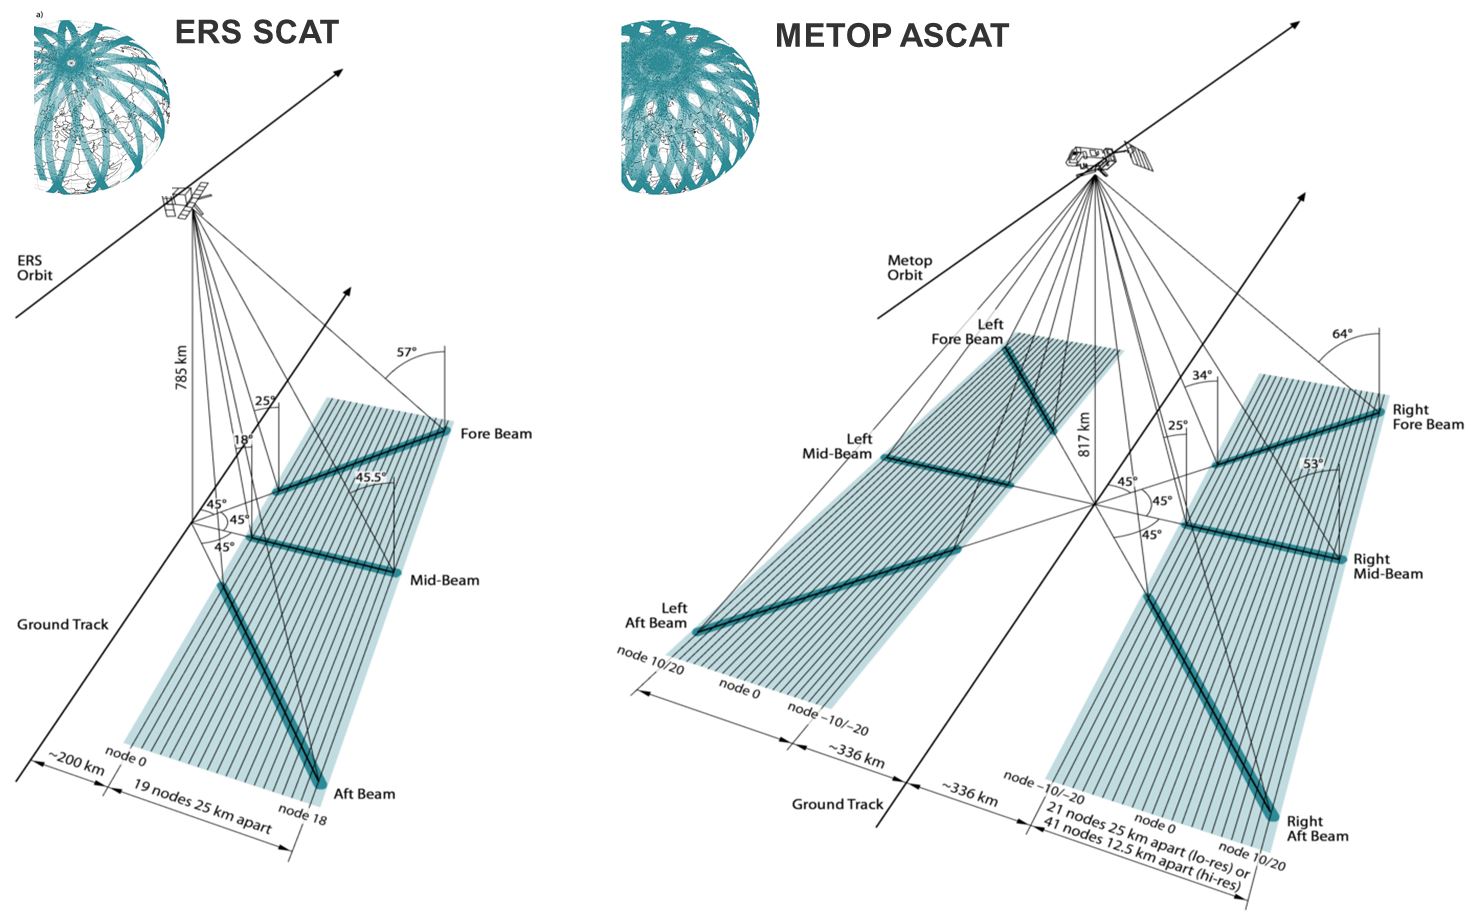 a)
ERS SCAT
ERS
Orbit
785 km
57°
25°
18°
45.5°
45°
45°
45°
Fore Beam
Mid-Beam
Ground Track
Aft Beam
node 0
node 18
~200 km
19 nodes 25 km apart
METOP ASCAT
Metop
Orbit
Left
Fore Beam
64°
34°
817 km
25°
53°
Right
Fore Beam
Left
Mid-Beam
45°
45°
45°
Right
Mid-Beam
Left
Aft Beam
node 10/20
node 0
node –10/–20
~336 km
~336 km
Ground Track
node –10/–20
node 0
node 10/20
21 nodes 25 km apart (lo-res) or
41 nodes 12.5 km apart (hi-res)
Right
Aft Beam